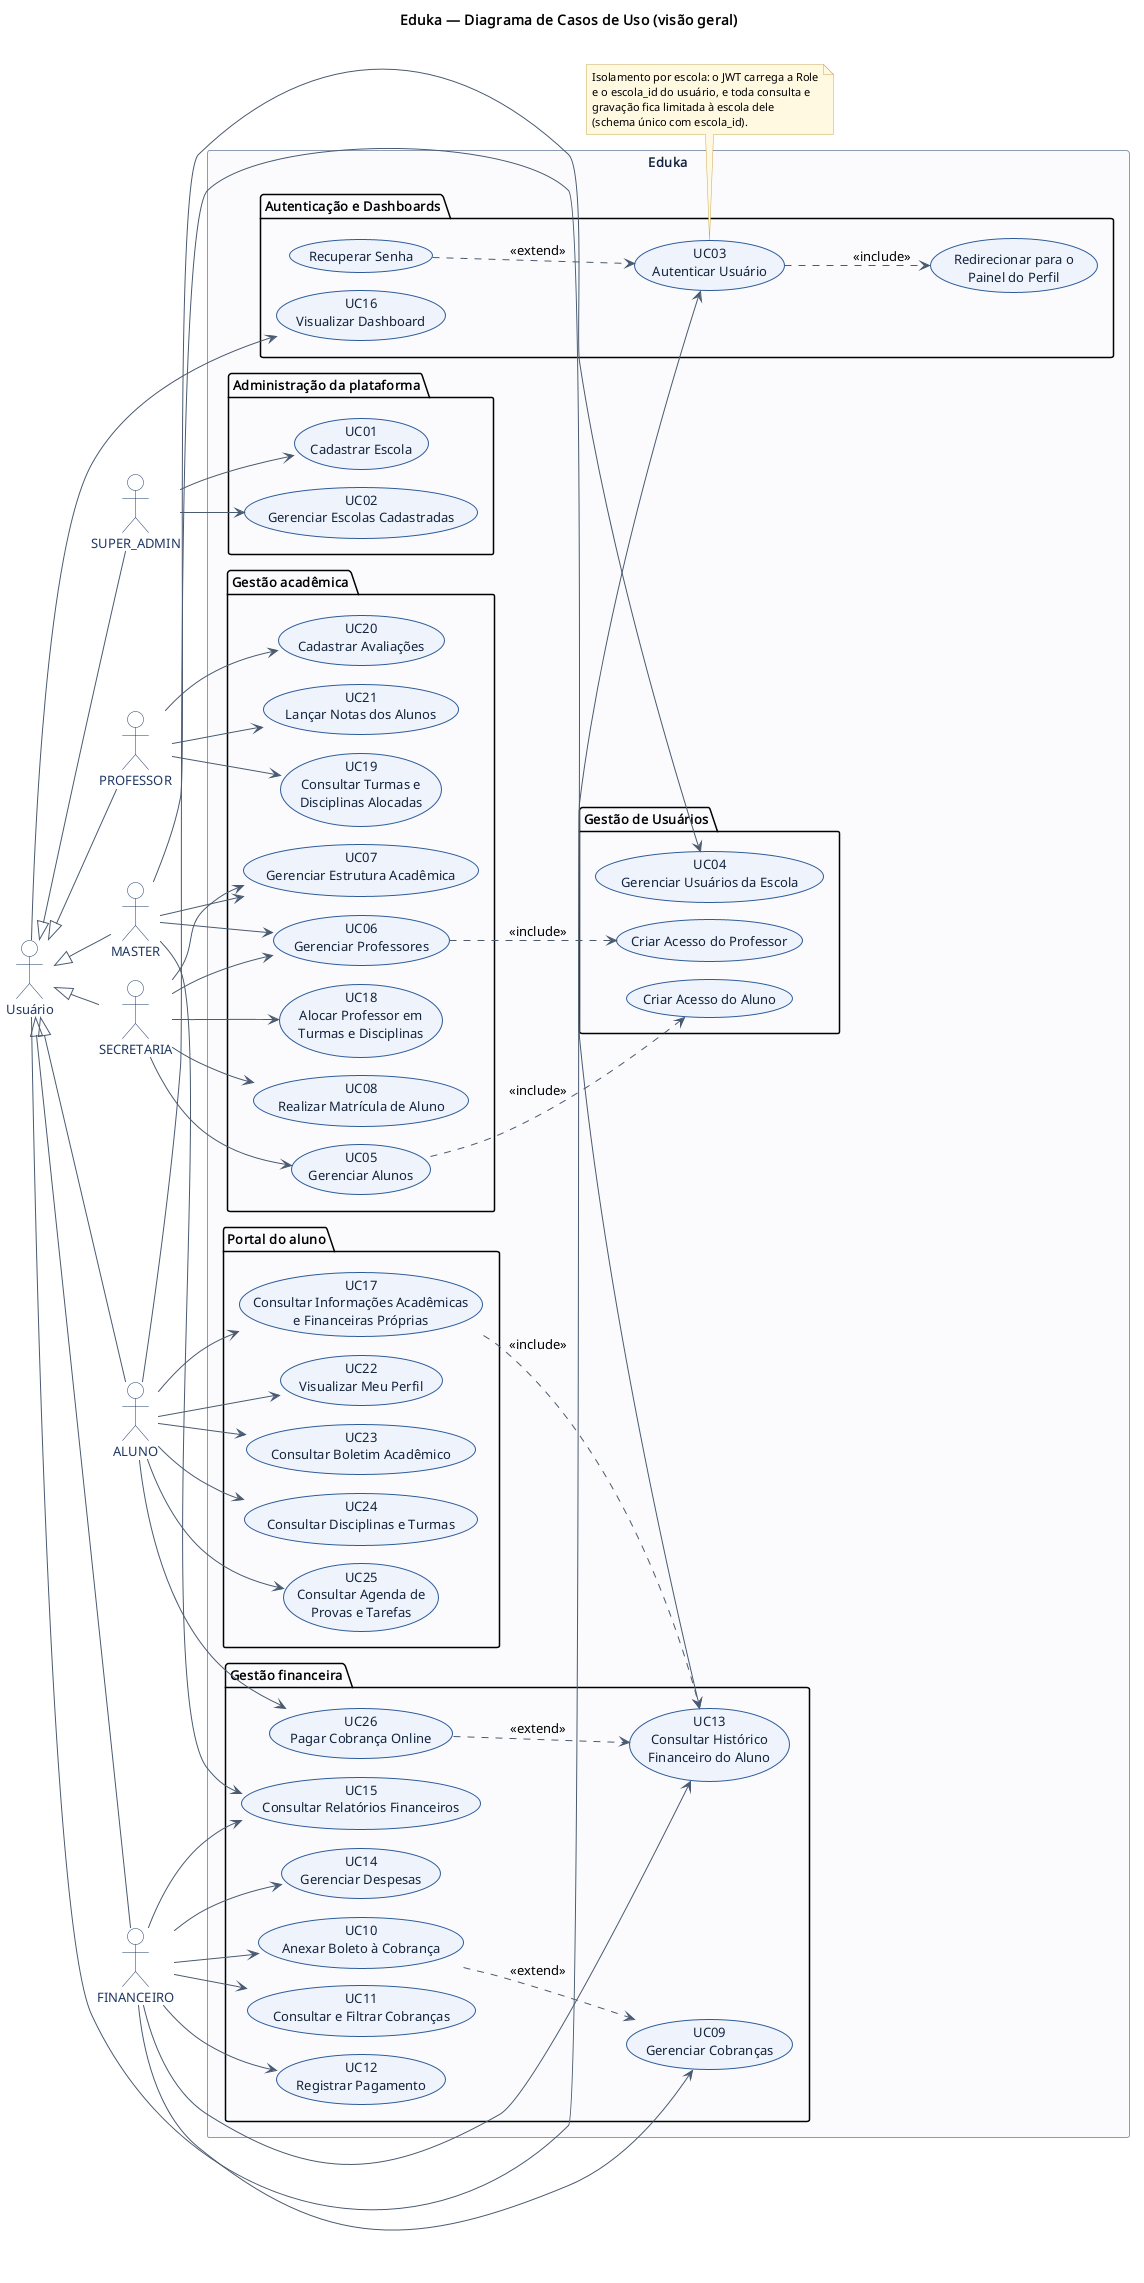 Eduka — Diagrama de Casos de Uso (visão geral)
Isolamento por escola: o JWT carrega a Role
e o escola_id do usuário, e toda consulta e
gravação fica limitada à escola dele
(schema único com escola_id).
Eduka
Autenticação e Dashboards
Recuperar Senha
«extend»
UC03
Autenticar Usuário
«include»
Redirecionar para o
Painel do Perfil
UC16
Visualizar Dashboard
Administração da plataforma
UC01
Cadastrar Escola
UC02
Gerenciar Escolas Cadastradas
SUPER_ADMIN
Gestão acadêmica
UC20
Cadastrar Avaliações
UC21
Lançar Notas dos Alunos
UC19
Consultar Turmas e
Disciplinas Alocadas
PROFESSOR
UC07
Gerenciar Estrutura Acadêmica
UC06
Gerenciar Professores
«include»
UC18
Alocar Professor em
Turmas e Disciplinas
UC08
Realizar Matrícula de Aluno
UC05
Gerenciar Alunos
«include»
MASTER
Usuário
SECRETARIA
Gestão de Usuários
UC04
Gerenciar Usuários da Escola
Criar Acesso do Professor
Criar Acesso do Aluno
Portal do aluno
UC17
Consultar Informações Acadêmicas
e Financeiras Próprias
«include»
UC22
Visualizar Meu Perfil
UC23
Consultar Boletim Acadêmico
UC24
Consultar Disciplinas e Turmas
UC25
Consultar Agenda de
Provas e Tarefas
ALUNO
Gestão financeira
UC26
Pagar Cobrança Online
«extend»
UC13
Consultar Histórico
Financeiro do Aluno
UC15
Consultar Relatórios Financeiros
UC14
Gerenciar Despesas
UC10
Anexar Boleto à Cobrança
«extend»
UC11
Consultar e Filtrar Cobranças
UC09
Gerenciar Cobranças
UC12
Registrar Pagamento
FINANCEIRO